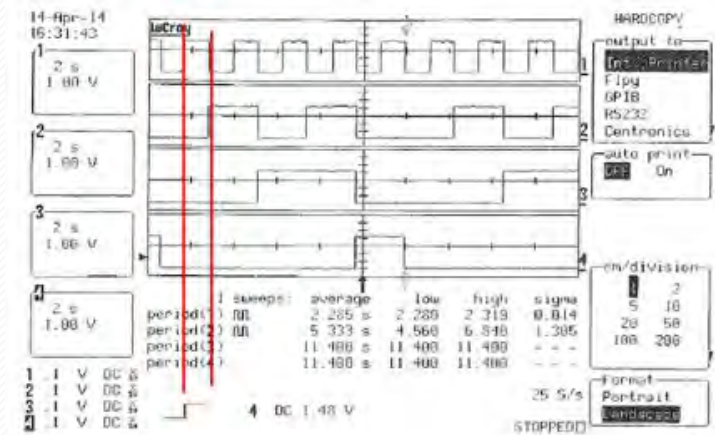 14-Apr-14
16:31:43
LeCroy
1
2 s
1.00 V
2
2 s
1.00 V
3
2 s
1.00 V
4
2 s
1.00 V
1
2
3
4
1 sweeps: average low high sigma
period(1) 2.285 s 2.280 2.319 0.014
period(2) 5.333 s 4.560 6.840 1.305
period(3) 11.400 s 11.400 11.400 - - -
period(4) 11.400 s 11.400 11.400 - - -
1 .1 V DC
2 .1 V DC
3 .1 V DC
4 .1 V DC
4 DC 1.48 V
25 S/s
STOPPED
HARDCOPY
output to
Int. Printer
Flpy
GPIB
RS232
Centronics
auto print
OFF On
cm/division
1 2
5 10
20 50
100 200
Format
Portrait
Landscape